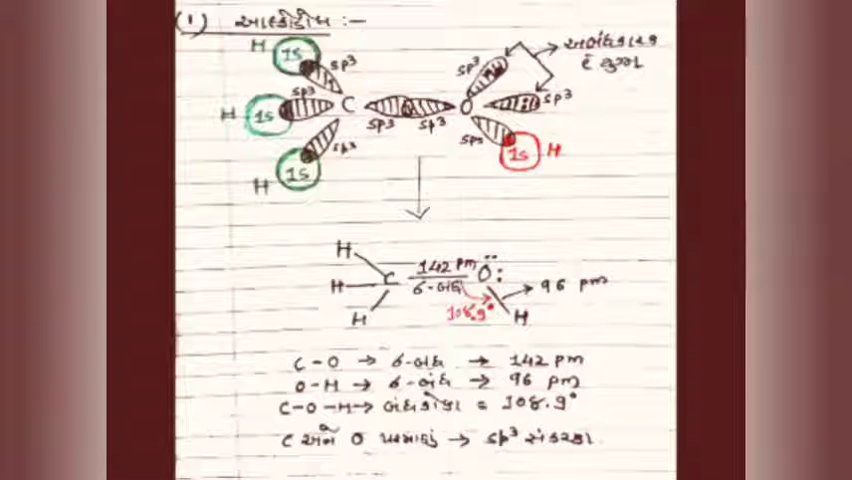 (1) આલ્કોહોલ :-
H 1s sp³
sp³ અબંધકારક
H 1s sp³ C sp³ sp³ O sp³
H 1s sp³ sp³ 1s H
H
H C 142 pm Ö:
σ-બંધ 96 pm
H 108.9° H
C-O → σ-બંધ → 142 pm
O-H → σ-બંધ → 96 pm
C-O-H → બંધકોણ = 108.9°
C અને O પરમાણું → sp³ સંકરણ